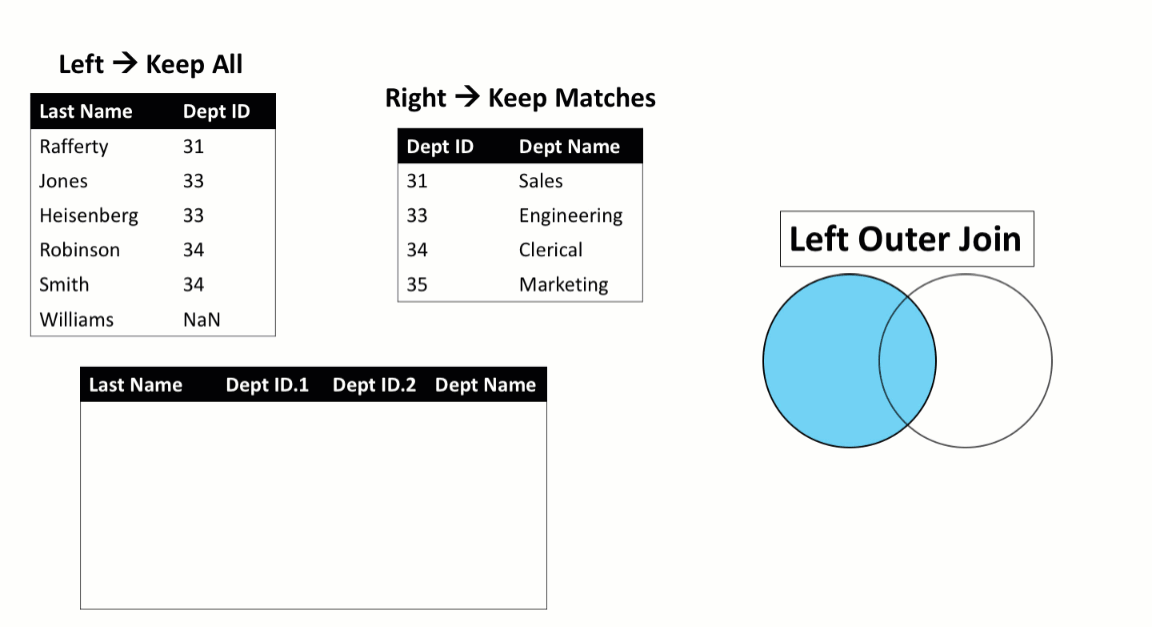 Left → Keep All
Last Name Dept ID
Rafferty 31
Jones 33
Heisenberg 33
Robinson 34
Smith 34
Williams NaN
Right → Keep Matches
Dept ID Dept Name
31 Sales
33 Engineering
34 Clerical
35 Marketing
Left Outer Join
Last Name Dept ID.1 Dept ID.2 Dept Name